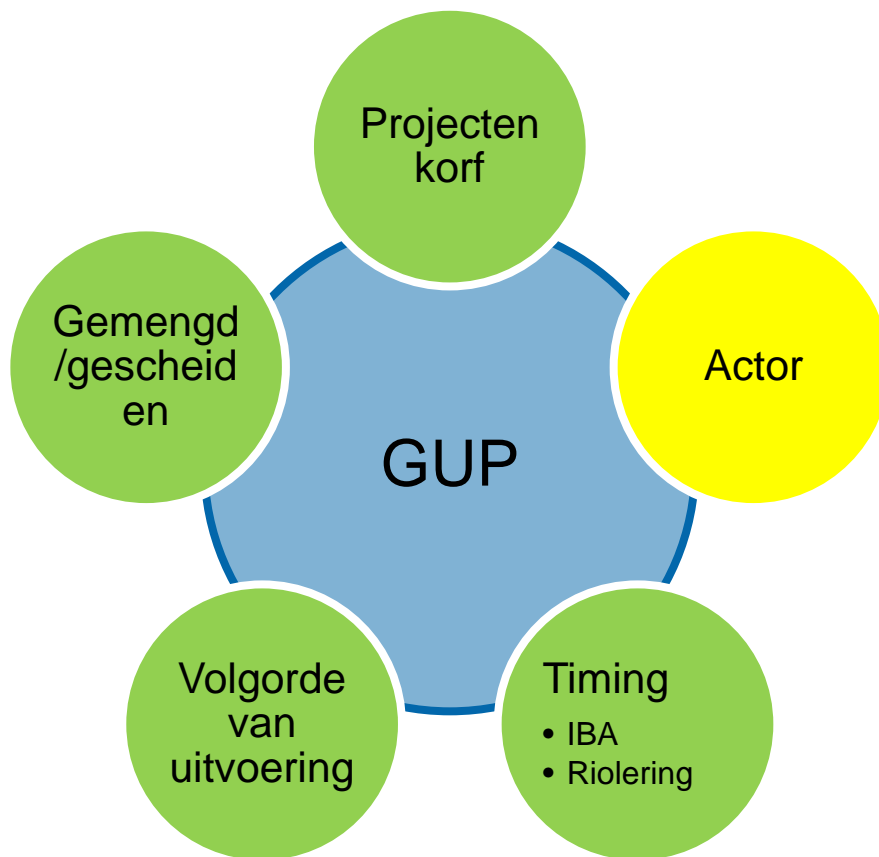 Projecten
korf
Gemengd
/gescheid
en
Actor
GUP
Volgorde
van
uitvoering
Timing
• IBA
• Riolering